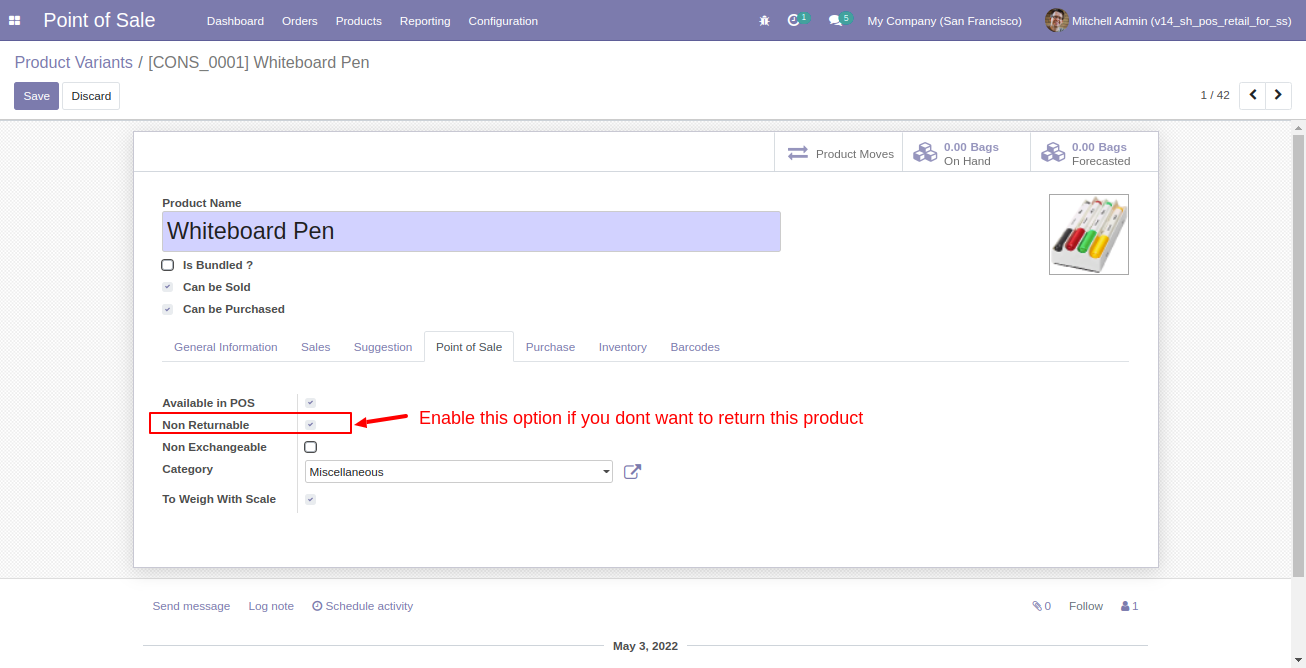 Point of Sale Dashboard Orders Products Reporting Configuration 1 5 My Company (San Francisco) Mitchell Admin (v14_sh_pos_retail_for_ss)
Product Variants / [CONS_0001] Whiteboard Pen
Save Discard 1 / 42
Product Moves
0.00 Bags
On Hand
0.00 Bags
Forecasted
Product Name
Whiteboard Pen
Is Bundled ?
Can be Sold
Can be Purchased
General Information Sales Suggestion Point of Sale Purchase Inventory Barcodes
Available in POS
Non Returnable Enable this option if you dont want to return this product
Non Exchangeable
Category Miscellaneous
To Weigh With Scale
Send message Log note Schedule activity 0 Follow 1
May 3, 2022